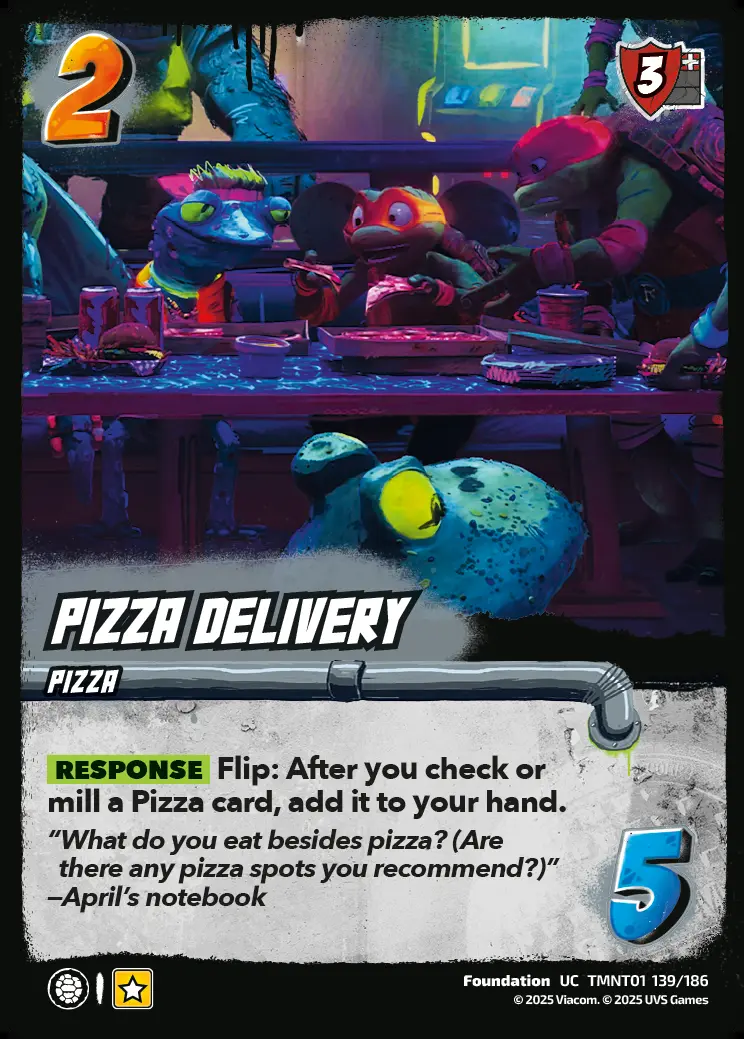 2
3
+
PIZZA DELIVERY
PIZZA
RESPONSE Flip: After you check or
mill a Pizza card, add it to your hand.
“What do you eat besides pizza? (Are
there any pizza spots you recommend?)”
—April’s notebook
5
Foundation UC TMNT01 139/186
© 2025 Viacom. © 2025 UVS Games